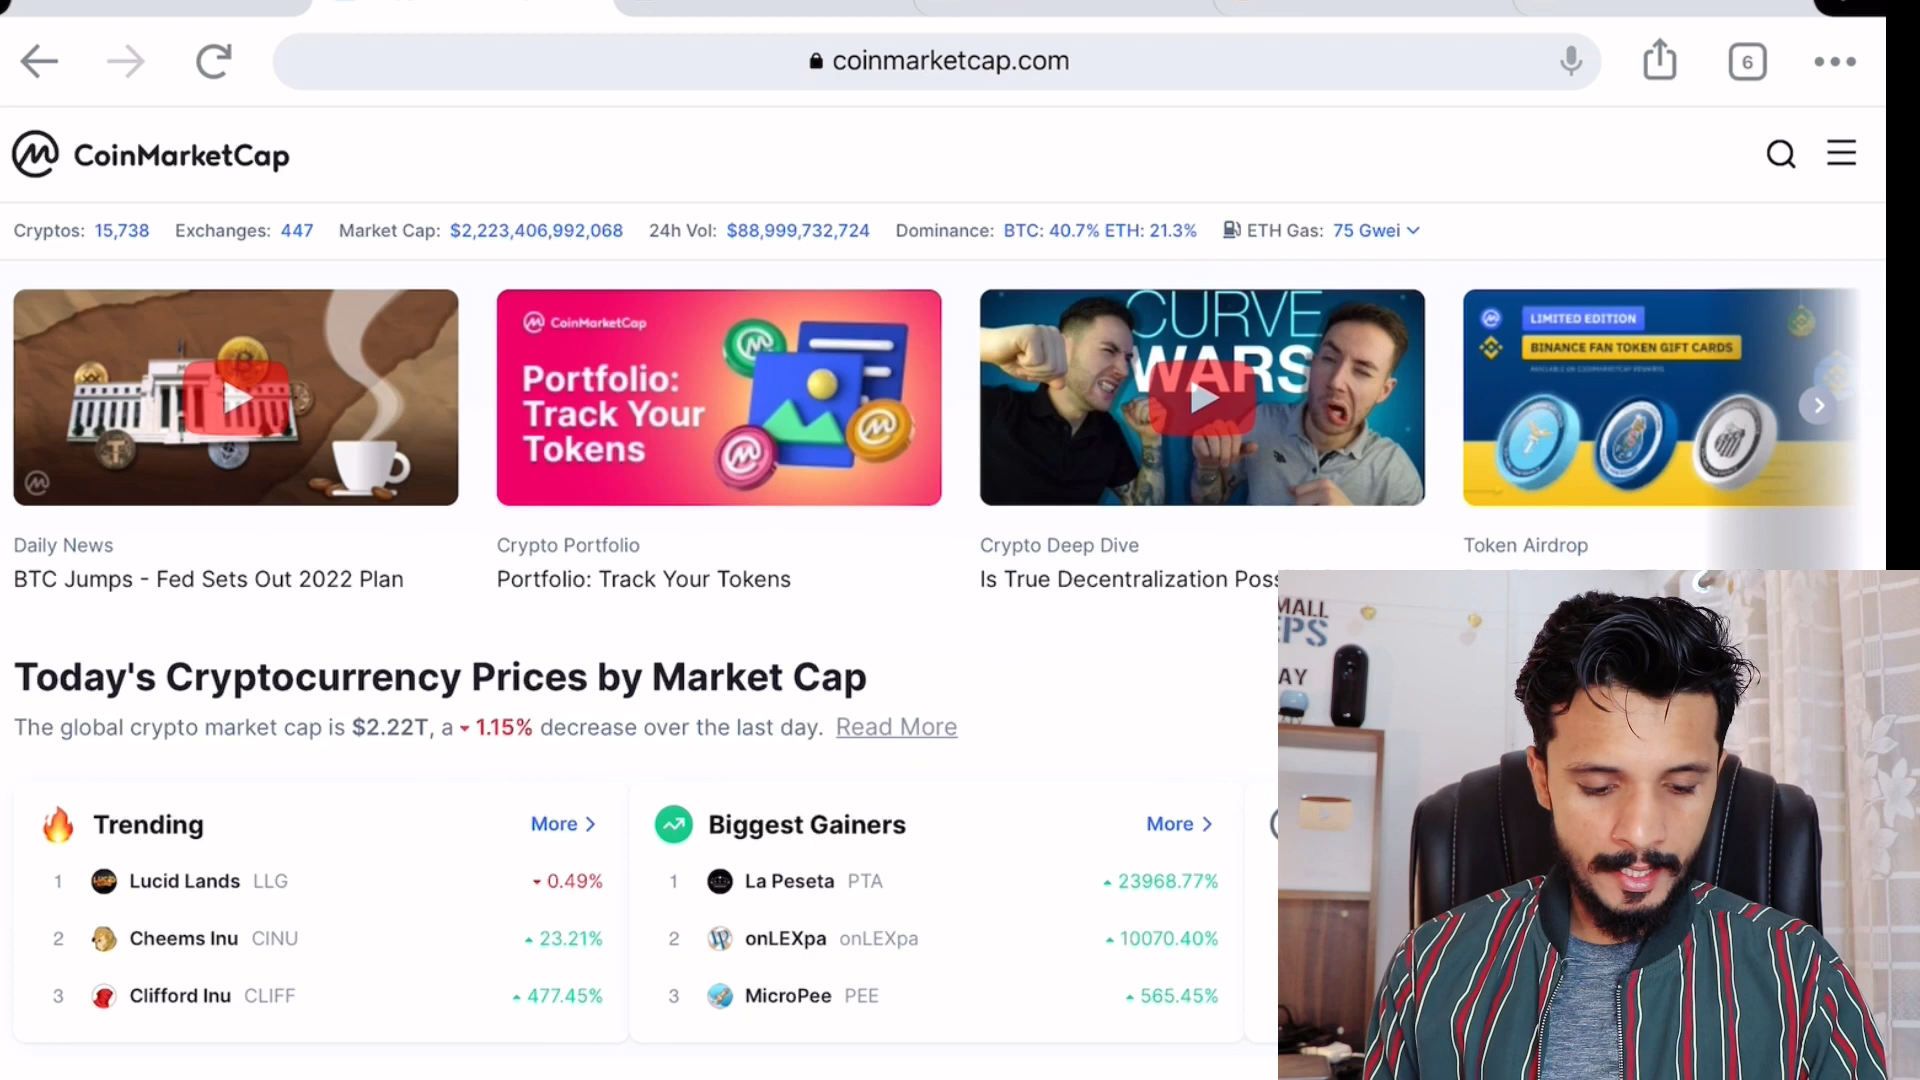 coinmarketcap.com
6
CoinMarketCap
Cryptos: 15,738 Exchanges: 447 Market Cap: $2,223,406,992,068 24h Vol: $88,999,732,724 Dominance: BTC: 40.7% ETH: 21.3% ETH Gas: 75 Gwei
CoinMarketCap
Portfolio:
Track Your
Tokens
CURVE
WARS
LIMITED EDITION
BINANCE FAN TOKEN GIFT CARDS
Daily News
BTC Jumps - Fed Sets Out 2022 Plan
Crypto Portfolio
Portfolio: Track Your Tokens
Crypto Deep Dive
Is True Decentralization Poss
Token Airdrop
MALL
EPS
AY
Today's Cryptocurrency Prices by Market Cap
The global crypto market cap is $2.22T, a 1.15% decrease over the last day. Read More
Trending More
1 Lucid Lands LLG 0.49%
2 Cheems Inu CINU 23.21%
3 Clifford Inu CLIFF 477.45%
Biggest Gainers More
1 La Peseta PTA 23968.77%
2 onLEXpa onLEXpa 10070.40%
3 MicroPee PEE 565.45%